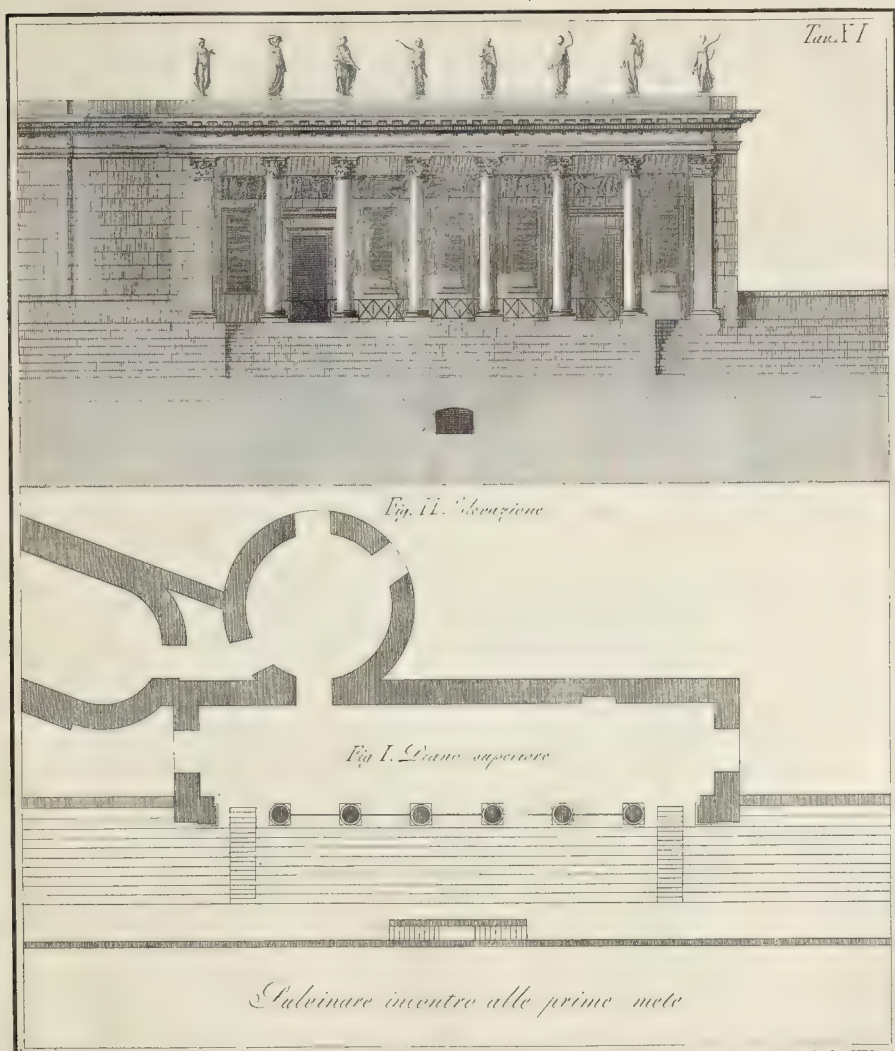 Tav. XI
Fig. II. Elevazione
Fig. I. Piano superiore
Pulvinare incontro alle prime mete